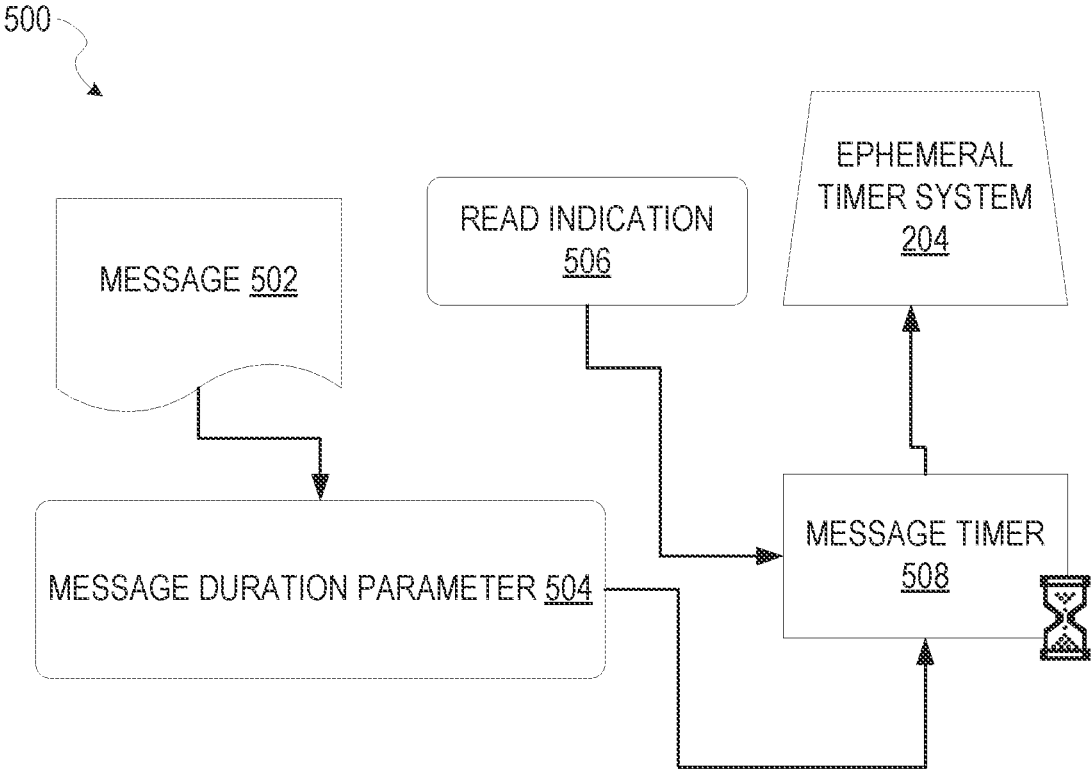 500
EPHEMERAL
TIMER SYSTEM
204
READ INDICATION
506
MESSAGE 502
MESSAGE TIMER
508
MESSAGE DURATION PARAMETER 504